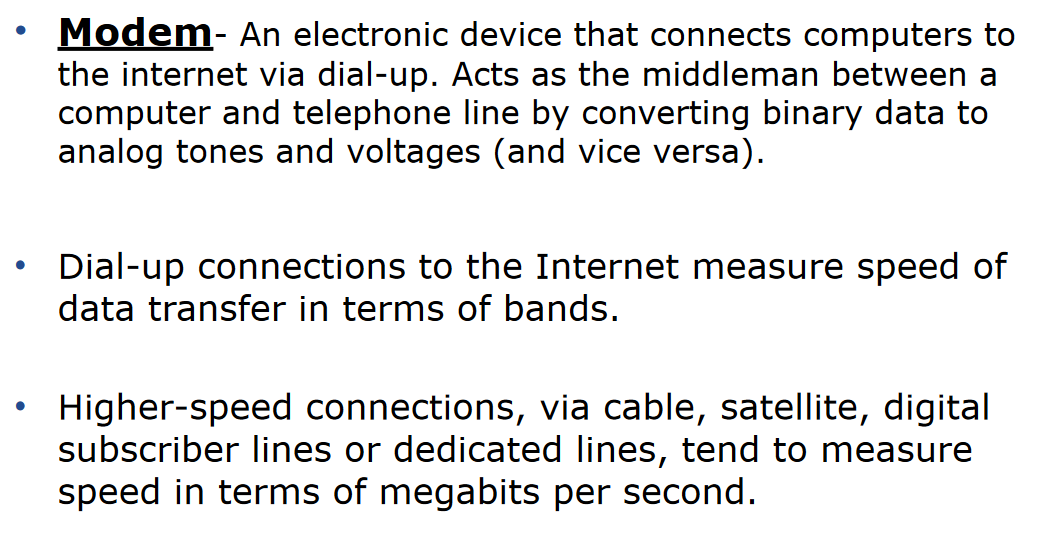 • Modem- An electronic device that connects computers to
the internet via dial-up. Acts as the middleman between a
computer and telephone line by converting binary data to
analog tones and voltages (and vice versa).
• Dial-up connections to the Internet measure speed of
data transfer in terms of bands.
• Higher-speed connections, via cable, satellite, digital
subscriber lines or dedicated lines, tend to measure
speed in terms of megabits per second.